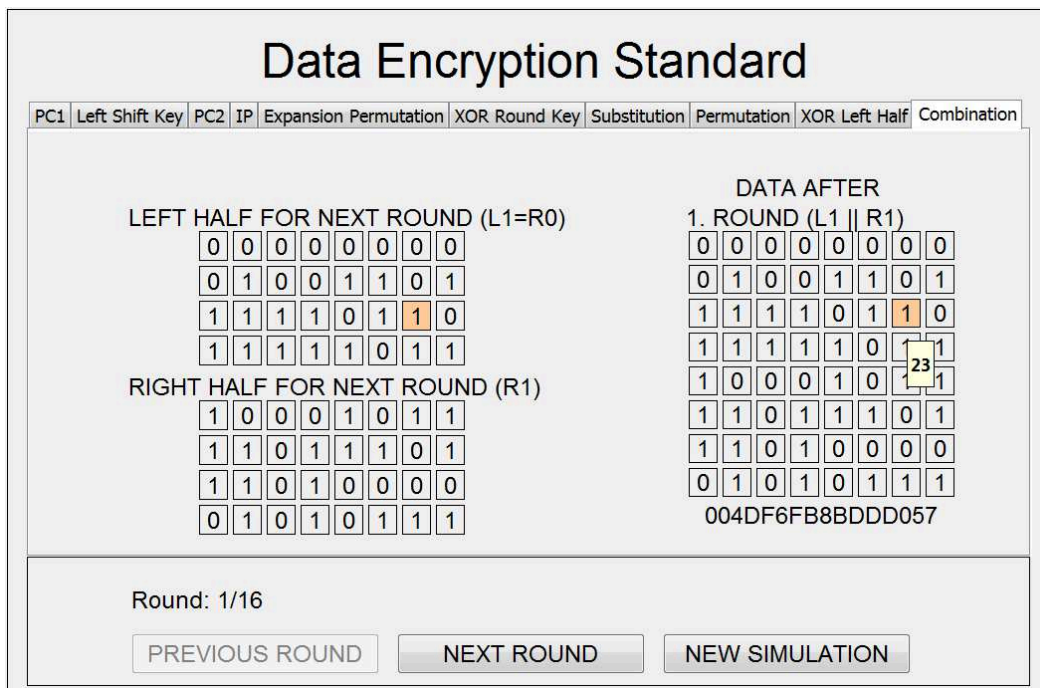 Data Encryption Standard
PC1 Left Shift Key PC2 IP Expansion Permutation XOR Round Key Substitution Permutation XOR Left Half Combination
LEFT HALF FOR NEXT ROUND (L1=R0)
0 0 0 0 0 0 0 0
0 1 0 0 1 1 0 1
1 1 1 1 0 1 1 0
1 1 1 1 1 0 1 1
RIGHT HALF FOR NEXT ROUND (R1)
1 0 0 0 1 0 1 1
1 1 0 1 1 1 0 1
1 1 0 1 0 0 0 0
0 1 0 1 0 1 1 1
DATA AFTER
1. ROUND (L1 || R1)
0 0 0 0 0 0 0 0
0 1 0 0 1 1 0 1
1 1 1 1 0 1 1 0
1 1 1 1 1 0 1 1
23
1 0 0 0 1 0 1 1
1 1 0 1 1 1 0 1
1 1 0 1 0 0 0 0
0 1 0 1 0 1 1 1
004DF6FB8BDDD057
Round: 1/16
PREVIOUS ROUND NEXT ROUND NEW SIMULATION